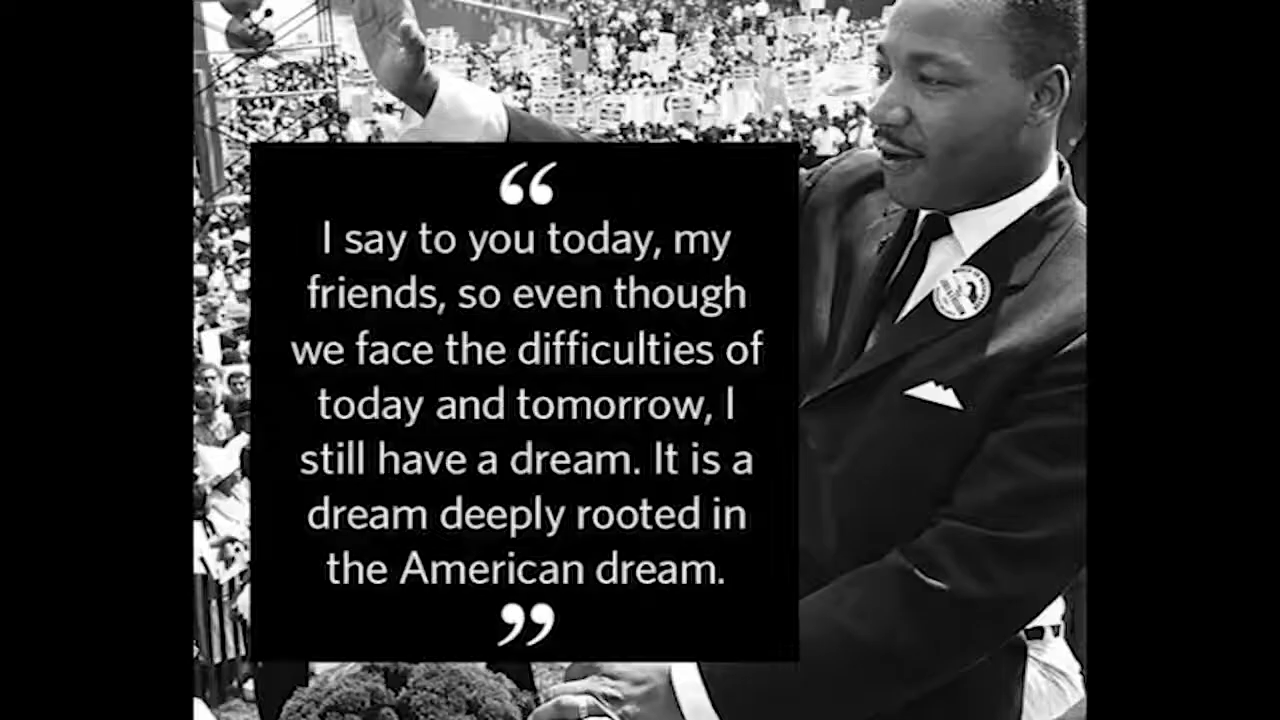 “
I say to you today, my
friends, so even though
we face the difficulties of
today and tomorrow, I
still have a dream. It is a
dream deeply rooted in
the American dream.
”